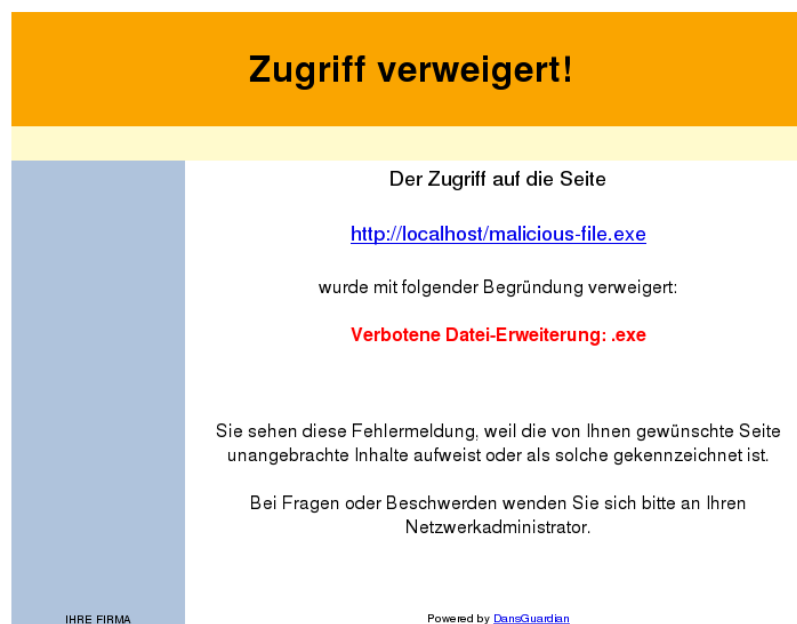 Zugriff verweigert!
Der Zugriff auf die Seite
http://localhost/malicious-file.exe
wurde mit folgender Begründung verweigert:
Verbotene Datei-Erweiterung: .exe
Sie sehen diese Fehlermeldung, weil die von Ihnen gewünschte Seite
unangebrachte Inhalte aufweist oder als solche gekennzeichnet ist.
Bei Fragen oder Beschwerden wenden Sie sich bitte an Ihren
Netzwerkadministrator.
IHRE FIRMA
Powered by DansGuardian